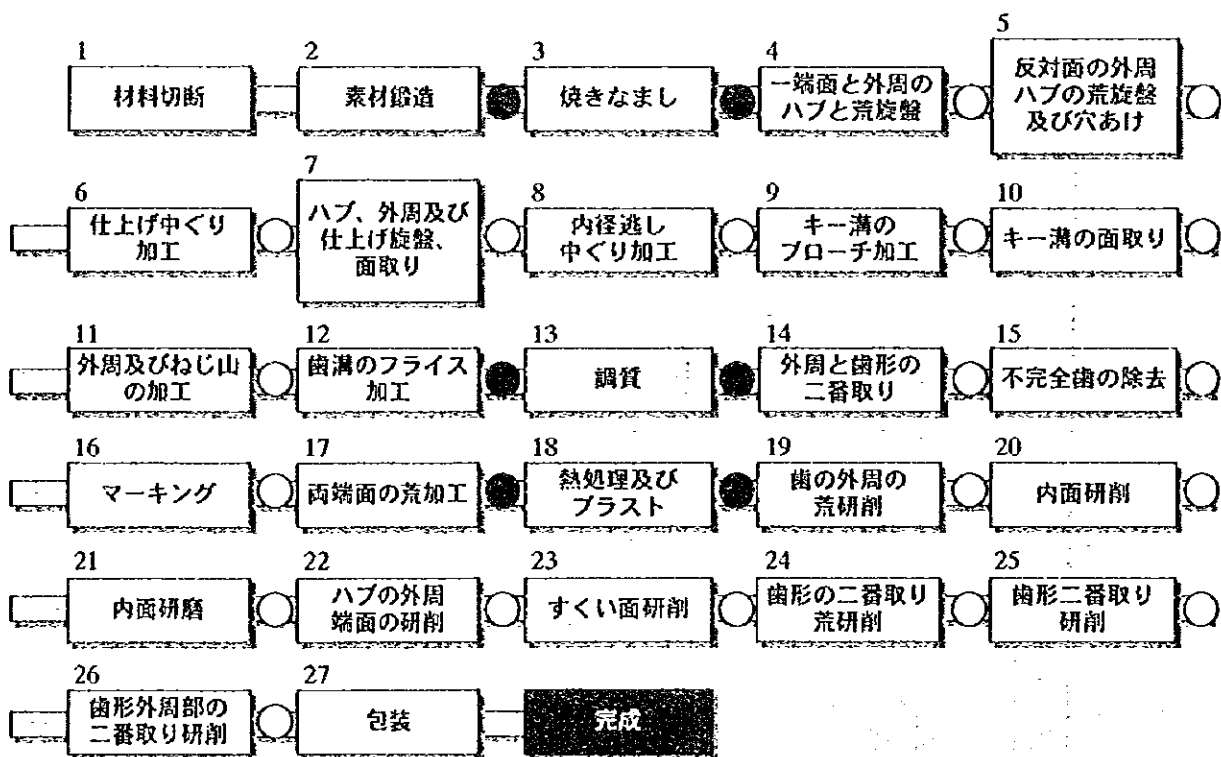 1
材料切断
2
素材鍛造
3
焼きなまし
4
一端面と外周の
ハブと荒旋盤
5
反対面の外周
ハブの荒旋盤
及び穴あけ
6
仕上げ中ぐり
加工
7
ハブ、外周及び
仕上げ旋盤、
面取り
8
内径逃し
中ぐり加工
9
キー溝の
ブローチ加工
10
キー溝の面取り
11
外周及びねじ山
の加工
12
歯溝のフライス
加工
13
調質
14
外周と歯形の
二番取り
15
不完全歯の除去
16
マーキング
17
両端面の荒加工
18
熱処理及び
ブラスト
19
歯の外周の
荒研削
20
内面研削
21
内面研磨
22
ハブの外周
端面の研削
23
すくい面研削
24
歯形の二番取り
荒研削
25
歯形二番取り
研削
26
歯形外周部の
二番取り研削
27
包装
完成